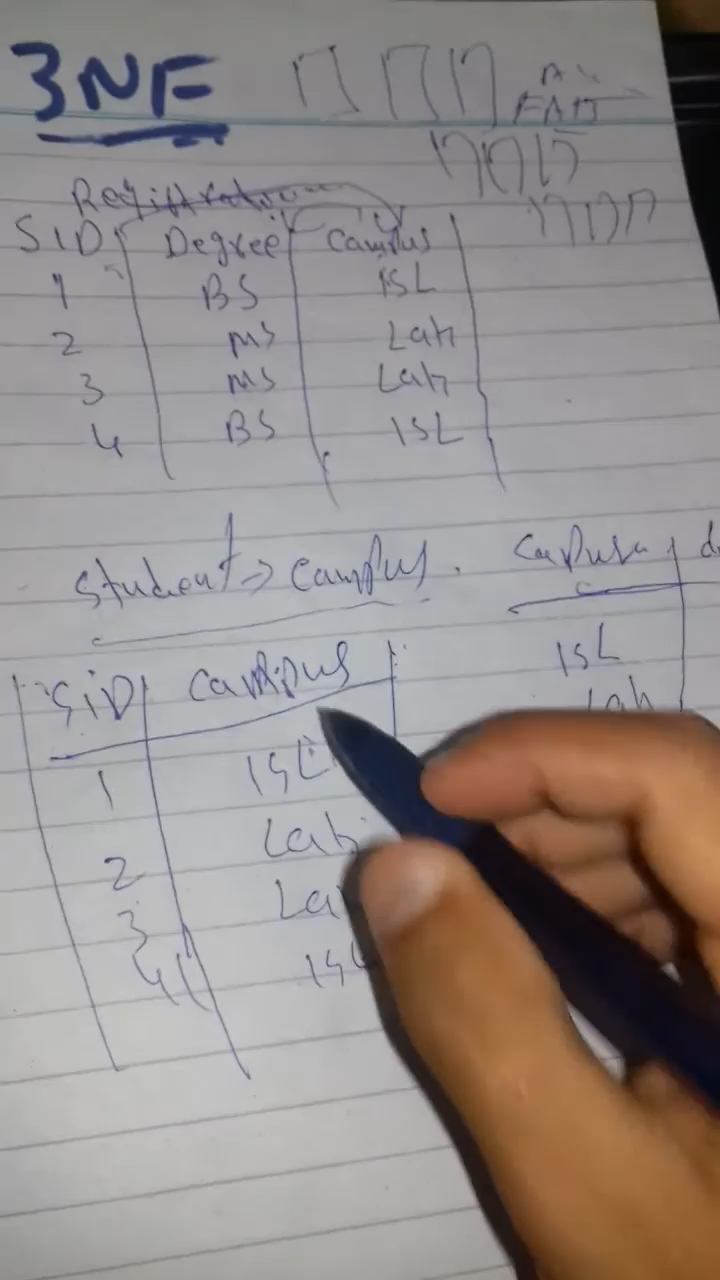 3NF
Registration
SID Degree Campus
1 BS ISL
2 MS Lah
3 MS Lah
4 BS ISL
Student → Campus.
SID Campus
1 ISL
2 Lah
3 La
4 ISL
ISL
Lah